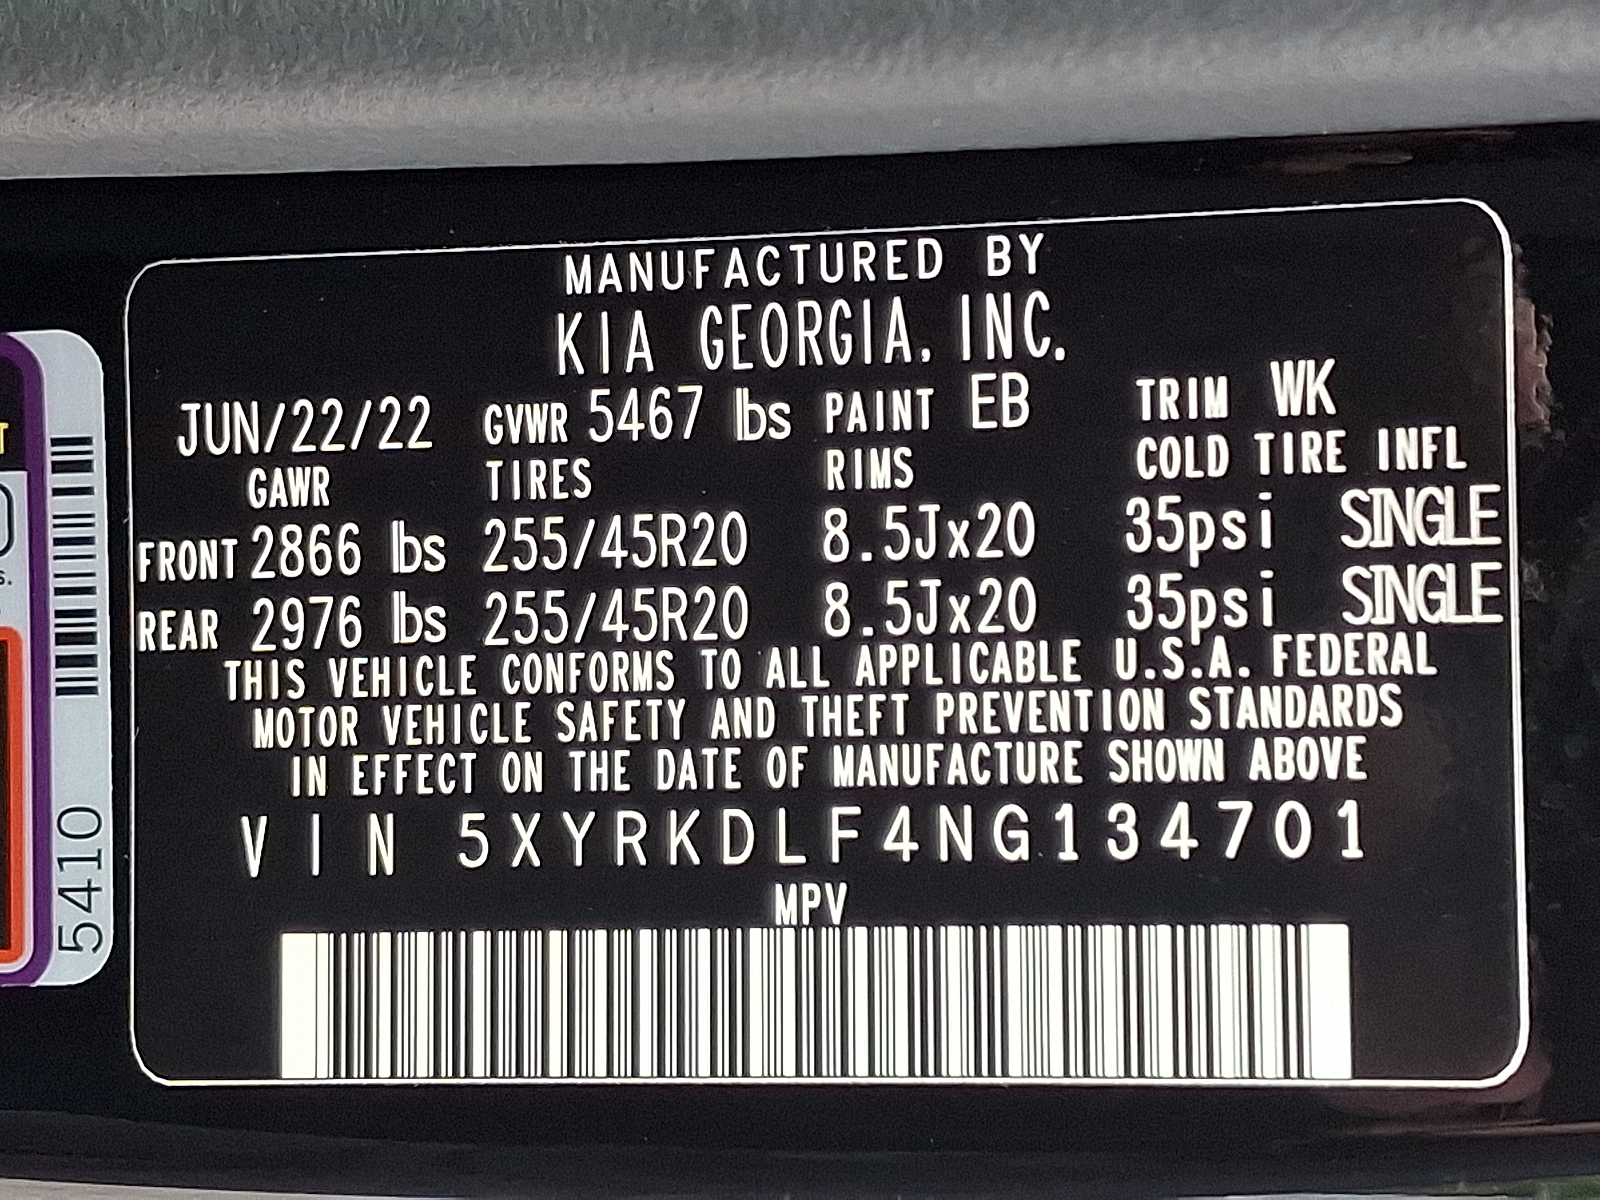 MANUFACTURED BY
KIA GEORGIA, INC.
JUN/22/22 GVWR 5467 lbs PAINT EB TRIM WK
GAWR TIRES RIMS COLD TIRE INFL
FRONT 2866 lbs 255/45R20 8.5Jx20 35psi SINGLE
REAR 2976 lbs 255/45R20 8.5Jx20 35psi SINGLE
THIS VEHICLE CONFORMS TO ALL APPLICABLE U.S.A. FEDERAL
MOTOR VEHICLE SAFETY AND THEFT PREVENTION STANDARDS
IN EFFECT ON THE DATE OF MANUFACTURE SHOWN ABOVE
VIN 5XYRKDLF4NG134701
MPV
5410